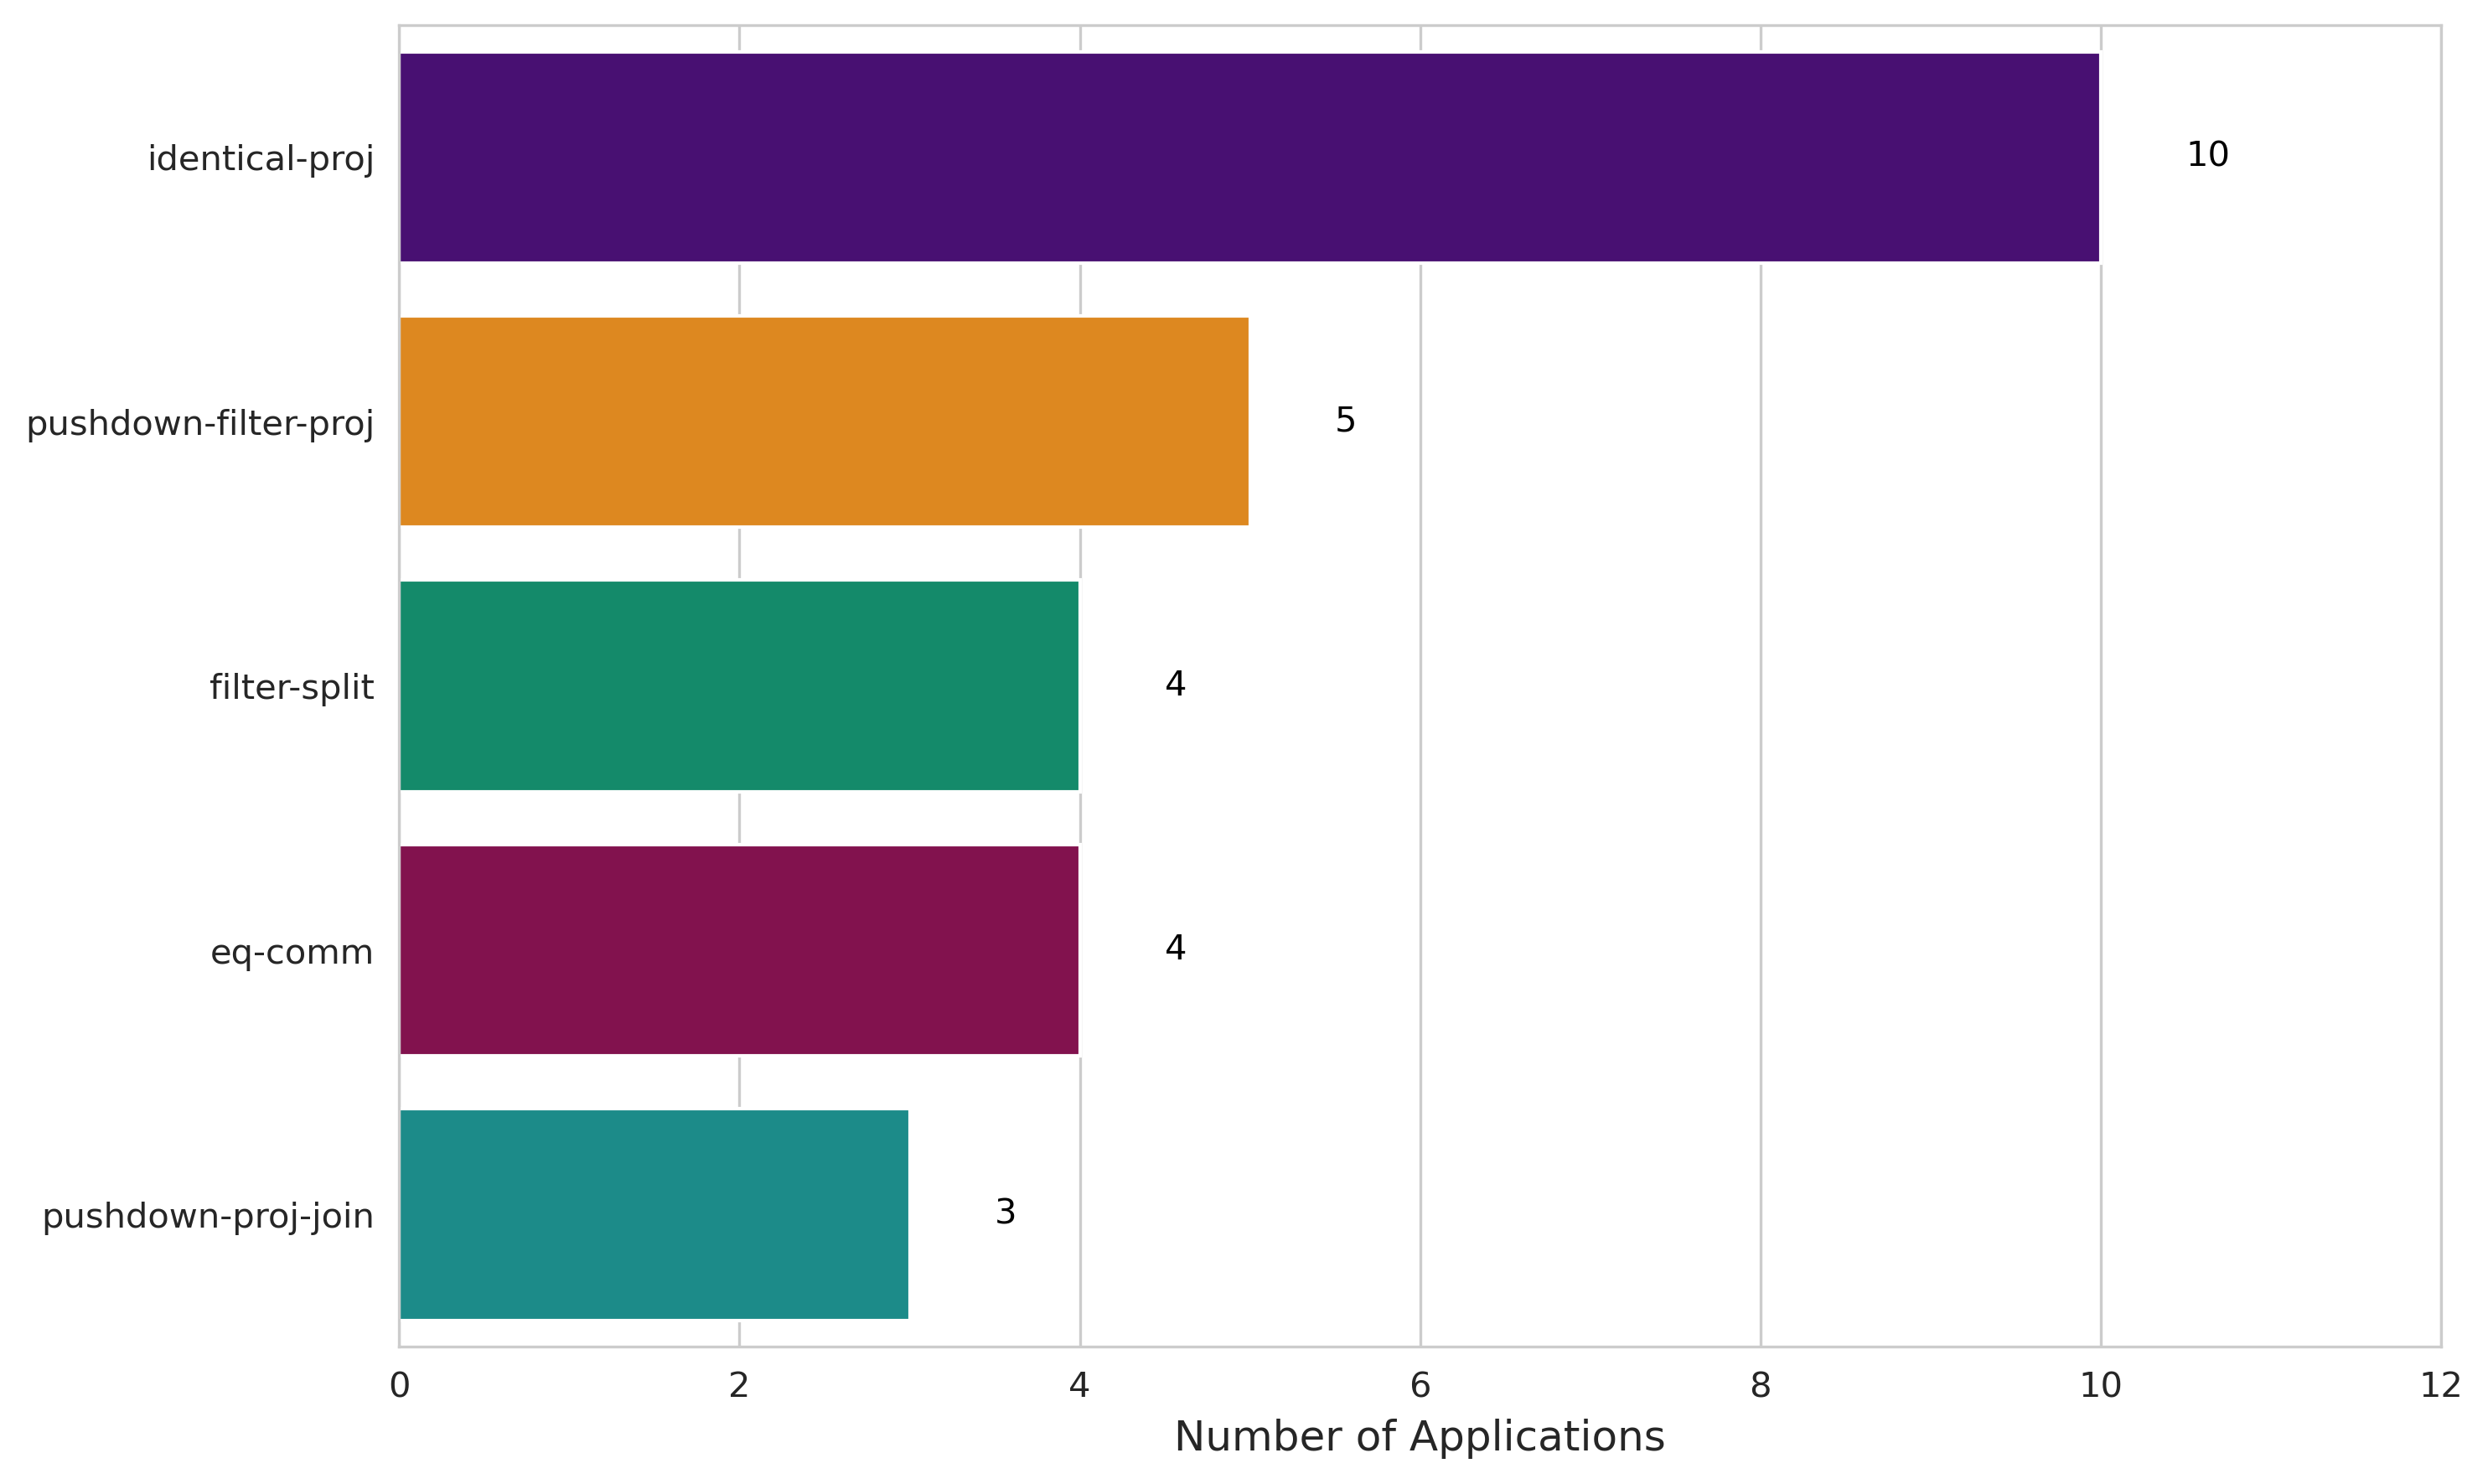 identical-proj
10
pushdown-filter-proj
5
filter-split
4
eq-comm
4
pushdown-proj-join
3
0 2 4 6 8 10 12
Number of Applications